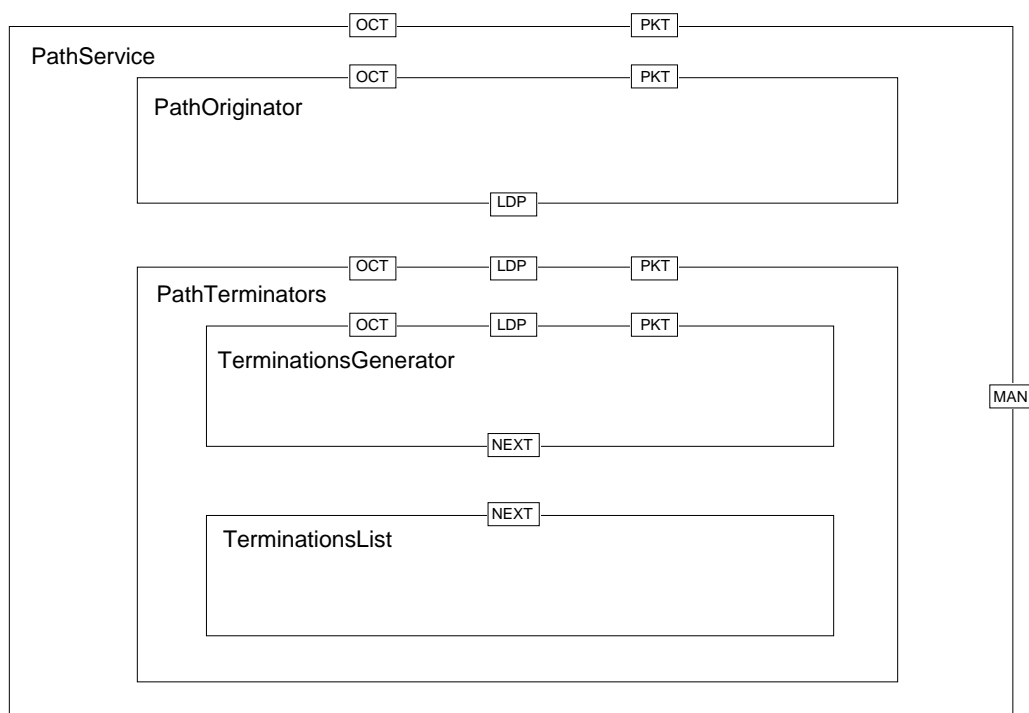 OCT PKT
PathService
OCT PKT
PathOriginator
LDP
OCT LDP PKT
PathTerminators
OCT LDP PKT
TerminationsGenerator
MAN
NEXT
NEXT
TerminationsList